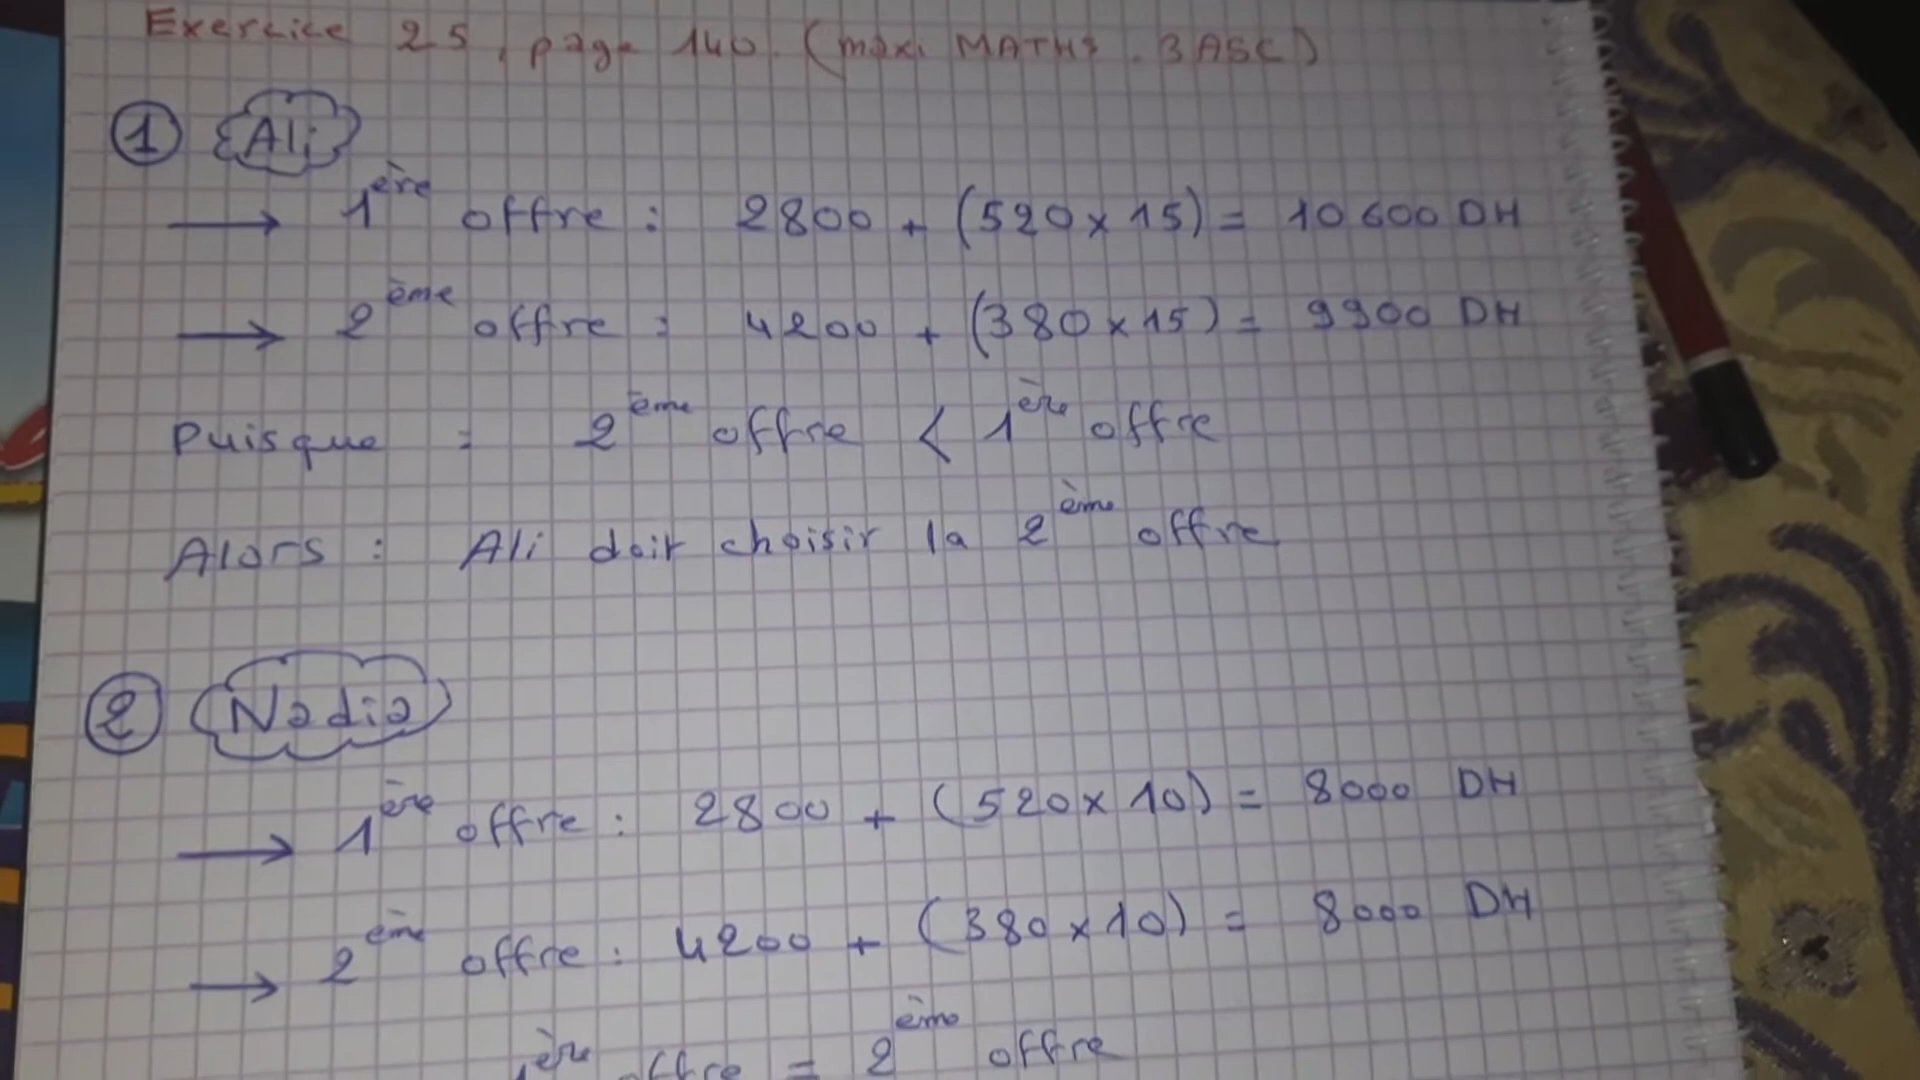 Exercice 25, page 140. (maxi MATHS. 3ASC)
① Ali
→ 1ère offre : 2800 + (520 x 15) = 10 600 DH
→ 2ème offre : 4200 + (380 x 15) = 9900 DH
Puisque : 2ème offre < 1ère offre
Alors : Ali doit choisir la 2ème offre
② Nadia
→ 1ère offre : 2800 + (520 x 10) = 8000 DH
→ 2ème offre : 4200 + (380 x 10) = 8000 DH
1ère offre = 2ème offre